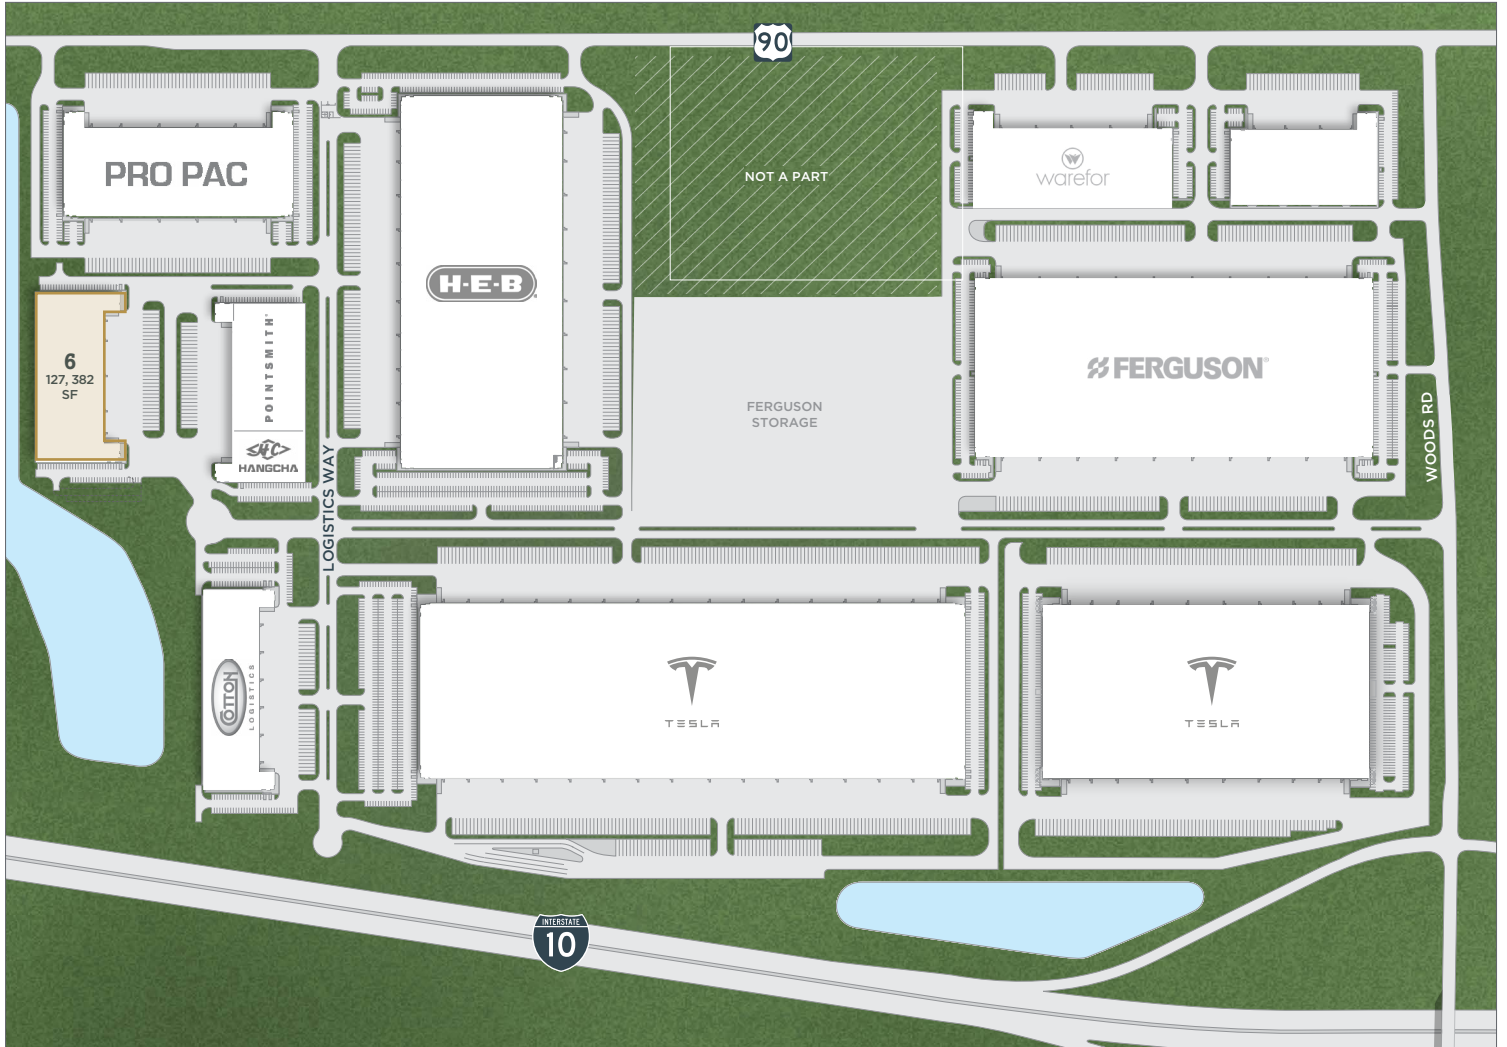 90
NOT A PART
PRO PAC
warefor
H-E-B
6
127, 382
SF
POINTSMITH
HC
HANGCHA
FERGUSON®
FERGUSON
STORAGE
WOODS RD
LOGISTICS WAY
COTTON
LOGISTICS
TESLA
TESLA
INTERSTATE
10